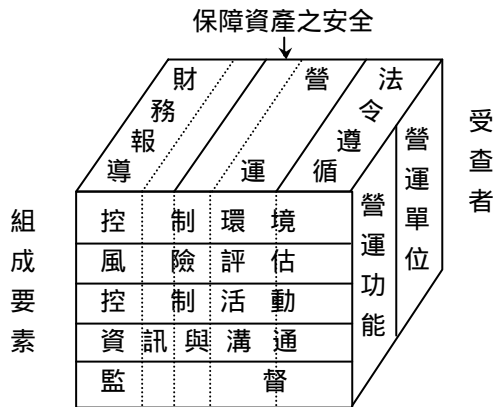 保障資產之安全
財務報導
營運
法令遵循
受查者
組成要素
控制環境
風險評估
控制活動
資訊與溝通
監督
營運功能
營運單位